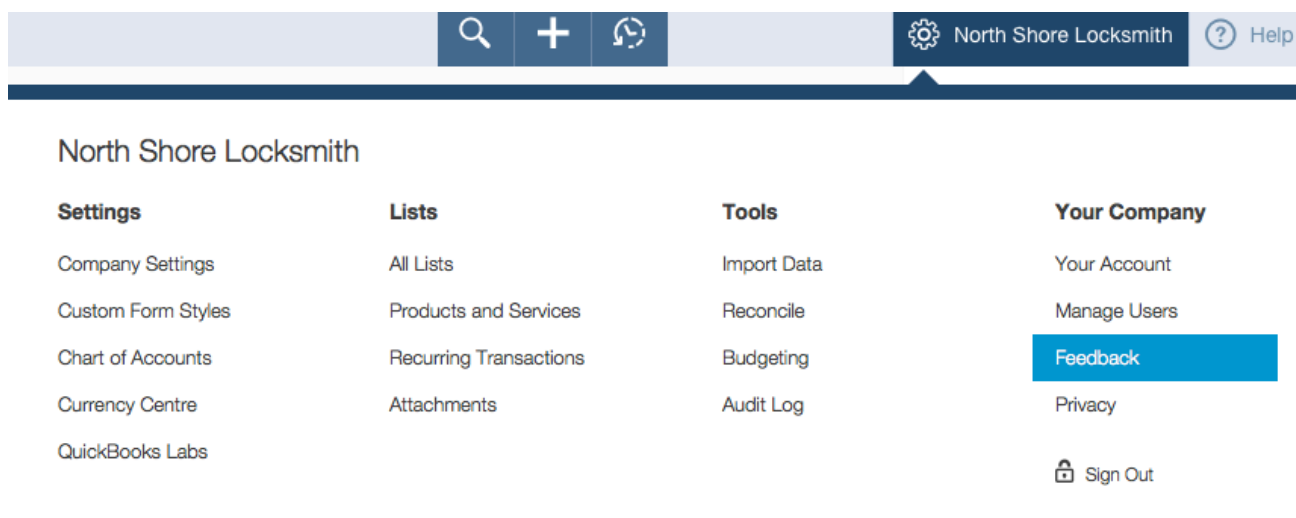 North Shore Locksmith
? Help
North Shore Locksmith
Settings
Company Settings
Custom Form Styles
Chart of Accounts
Currency Centre
QuickBooks Labs
Lists
All Lists
Products and Services
Recurring Transactions
Attachments
Tools
Import Data
Reconcile
Budgeting
Audit Log
Your Company
Your Account
Manage Users
Feedback
Privacy
Sign Out